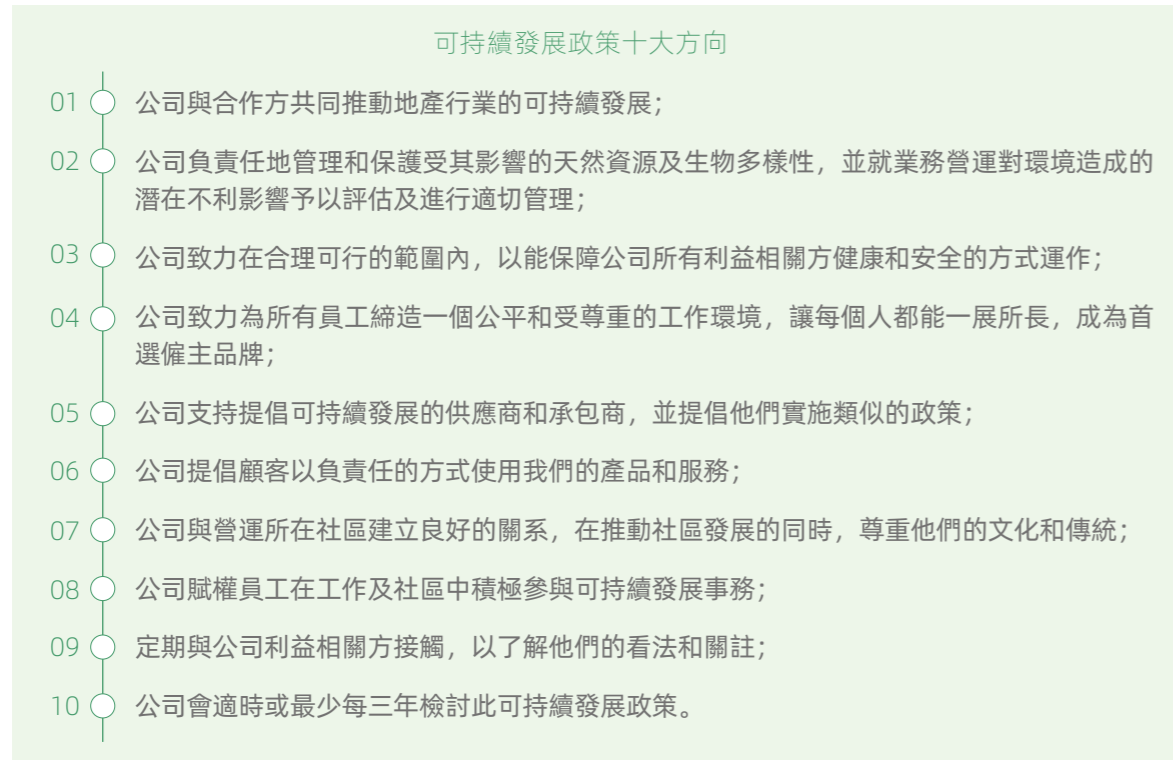 可持續發展政策十大方向
01 公司與合作方共同推動地產行業的可持續發展；
02 公司負責任地管理和保護受其影響的天然資源及生物多樣性，並就業務營運對環境造成的
潛在不利影響予以評估及進行適切管理；
03 公司致力在合理可行的範圍內，以能保障公司所有利益相關方健康和安全的方式運作；
04 公司致力為所有員工締造一個公平和受尊重的工作環境，讓每個人都能一展所長，成為首
選僱主品牌；
05 公司支持提倡可持續發展的供應商和承包商，並提倡他們實施類似的政策；
06 公司提倡顧客以負責任的方式使用我們的產品和服務；
07 公司與營運所在社區建立良好的關系，在推動社區發展的同時，尊重他們的文化和傳統；
08 公司賦權員工在工作及社區中積極參與可持續發展事務；
09 定期與公司利益相關方接觸，以了解他們的看法和關註；
10 公司會適時或最少每三年檢討此可持續發展政策。